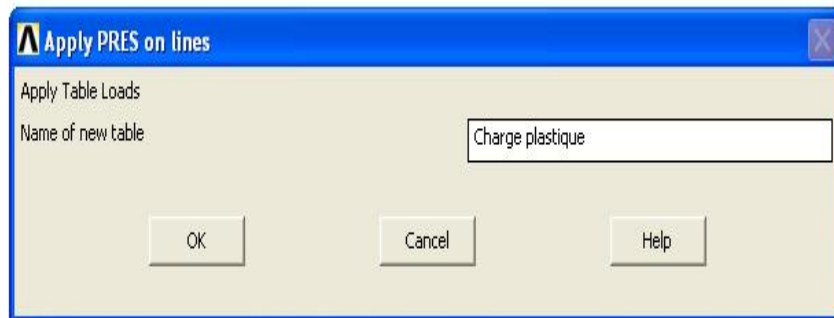 Apply PRES on lines
Apply Table Loads
Name of new table
Charge plastique
OK
Cancel
Help